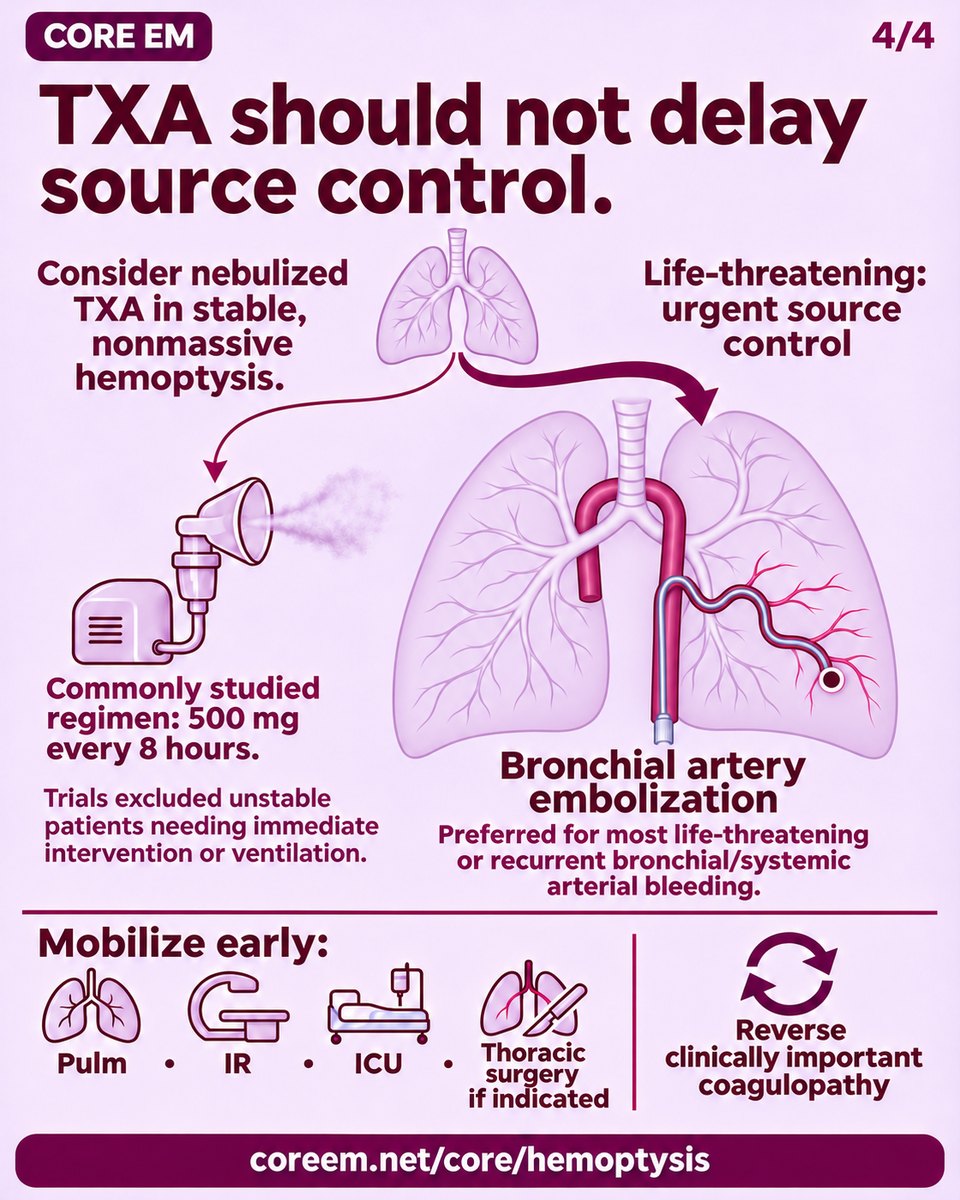 CORE EM
4/4
TXA should not delay
source control.
Consider nebulized
TXA in stable,
nonmassive
hemoptysis.
Life-threatening:
urgent source
control
Commonly studied
regimen: 500 mg
every 8 hours.
Trials excluded unstable
patients needing immediate
intervention or ventilation.
Bronchial artery
embolization
Preferred for most life-threatening
or recurrent bronchial/systemic
arterial bleeding.
Mobilize early:
Pulm • IR • ICU •
Thoracic
surgery
if indicated
Reverse
clinically important
coagulopathy
coreem.net/core/hemoptysis